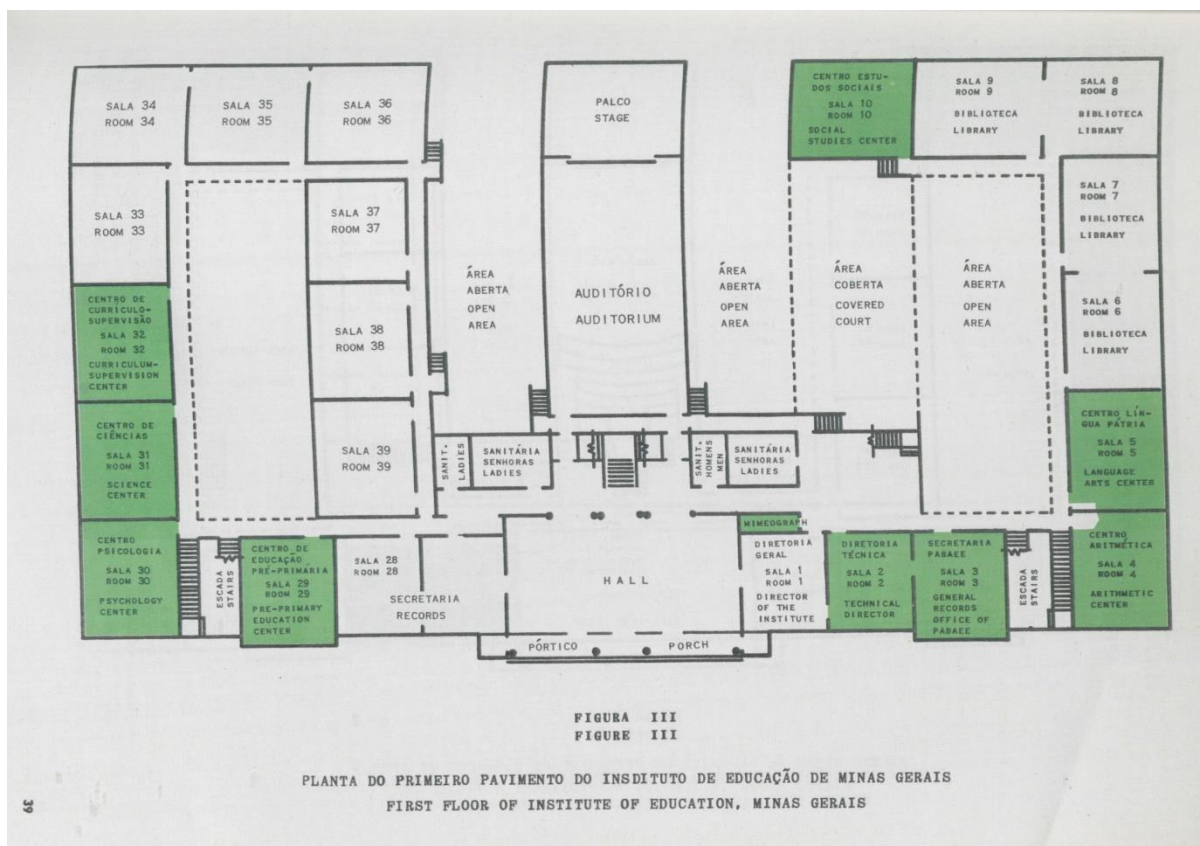 SALA 34
ROOM 34
SALA 35
ROOM 35
SALA 36
ROOM 36
PALCO
STAGE
CENTRO ESTU-
DOS SOCIAIS
SALA 10
ROOM 10
SOCIAL
STUDIES CENTER
SALA 9
ROOM 9
BIBLIOTECA
LIBRARY
SALA 8
ROOM 8
BIBLIOTECA
LIBRARY
SALA 33
ROOM 33
SALA 37
ROOM 37
SALA 7
ROOM 7
BIBLIOTECA
LIBRARY
ÁREA
ABERTA
OPEN
AREA
AUDITÓRIO
AUDITORIUM
ÁREA
ABERTA
OPEN
AREA
ÁREA
COBERTA
COVERED
COURT
ÁREA
ABERTA
OPEN
AREA
CENTRO DE
CURRICULO-
SUPERVISÃO
SALA 32
ROOM 32
CURRICULUM-
SUPERVISION
CENTER
SALA 38
ROOM 38
SALA 6
ROOM 6
BIBLIOTECA
LIBRARY
CENTRO DE
CIÊNCIAS
SALA 31
ROOM 31
SCIENCE
CENTER
SALA 39
ROOM 39
SANIT.
LADIES
SANITÁRIA
SENHORAS
LADIES
SANIT.
HOMENS
MEN
SANITÁRIA
SENHORAS
LADIES
CENTRO LÍN-
GUA PÁTRIA
SALA 5
ROOM 5
LANGUAGE
ARTS CENTER
CENTRO
PSICOLOGIA
SALA 30
ROOM 30
PSYCHOLOGY
CENTER
ESCADA
STAIRS
CENTRO DE
EDUCAÇÃO
PRÉ-PRIMÁRIA
SALA 29
ROOM 29
PRE-PRIMARY
EDUCATION
CENTER
SALA 28
ROOM 28
SECRETARIA
RECORDS
HALL
MIMEOGRAPH
DIRETORIA
GERAL
SALA 1
ROOM 1
DIRECTOR
OF THE
INSTITUTE
DIRETORIA
TÉCNICA
SALA 2
ROOM 2
TECHNICAL
DIRECTOR
SECRETARIA
PABAEE
SALA 3
ROOM 3
GENERAL
RECORDS
OFFICE OF
PABAEE
ESCADA
STAIRS
CENTRO
ARITMÉTICA
SALA 4
ROOM 4
ARITHMETIC
CENTER
PÓRTICO
PORCH
FIGURA III
FIGURE III
PLANTA DO PRIMEIRO PAVIMENTO DO INSDITUTO DE EDUCAÇÃO DE MINAS GERAIS
FIRST FLOOR OF INSTITUTE OF EDUCATION, MINAS GERAIS
39